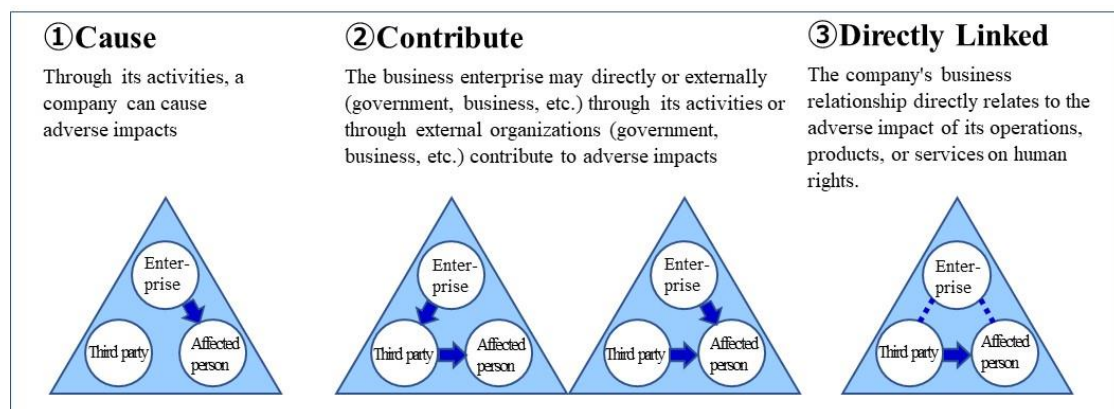 ①Cause
Through its activities, a
company can cause
adverse impacts
②Contribute
The business enterprise may directly or externally
(government, business, etc.) through its activities or
through external organizations (government,
business, etc.) contribute to adverse impacts
③Directly Linked
The company's business
relationship directly relates to the
adverse impact of its operations,
products, or services on human
rights.
Enter-
prise
Third party
Affected
person
Enter-
prise
Third party
Affected
person
Enter-
prise
Third party
Affected
person
Enter-
prise
Third party
Affected
person